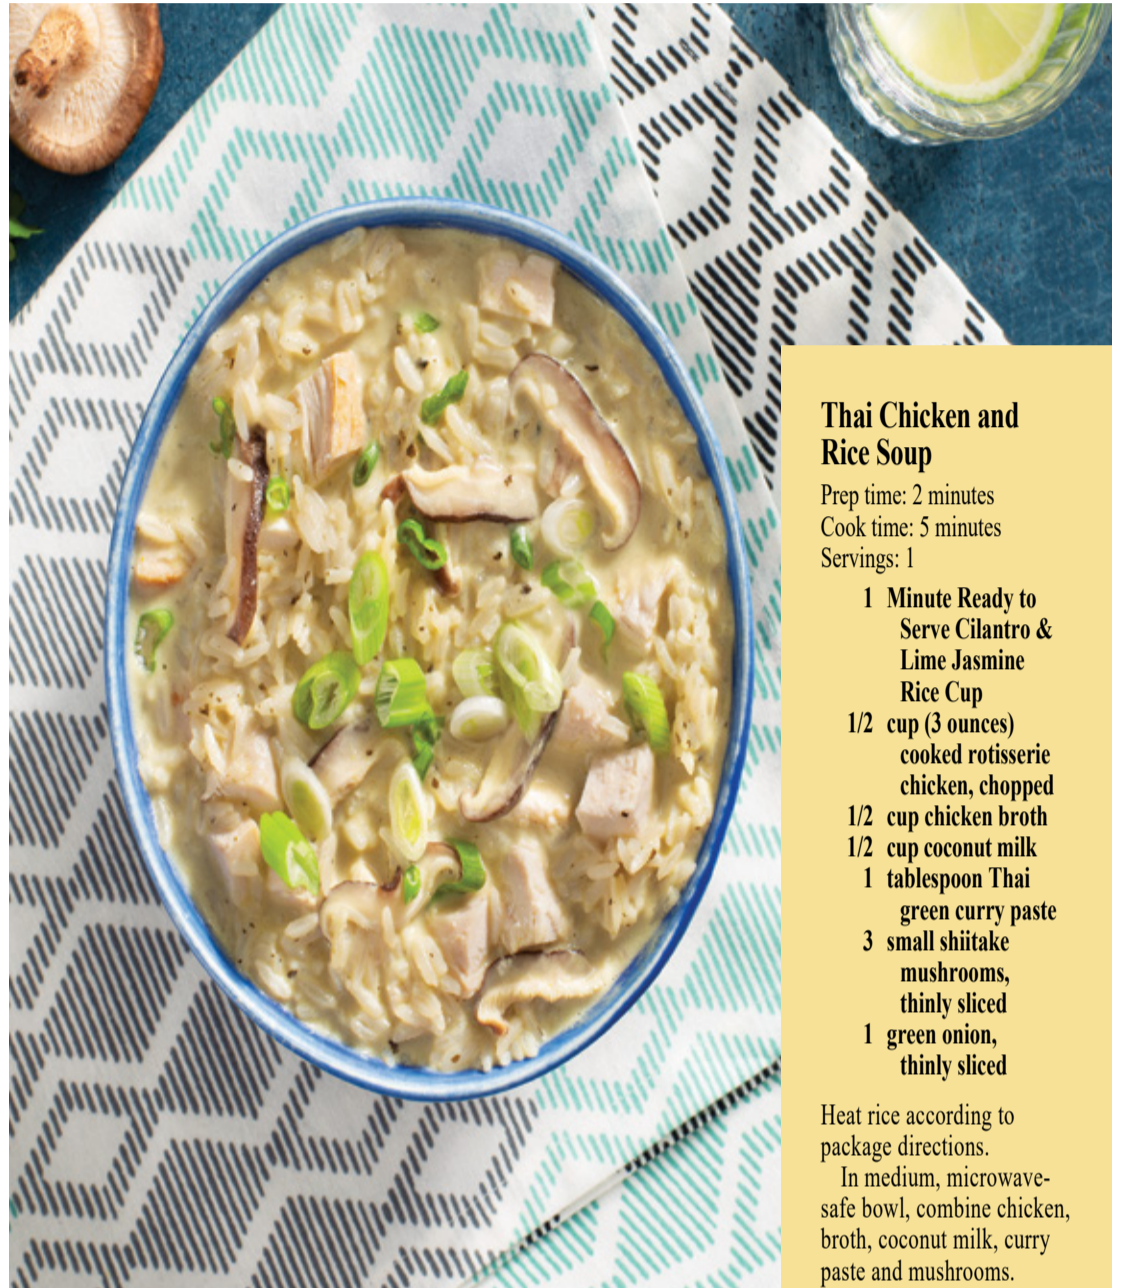 Thai Chicken and
Rice Soup
Prep time: 2 minutes
Cook time: 5 minutes
Servings: 1
1 Minute Ready to
Serve Cilantro &
Lime Jasmine
Rice Cup
1/2 cup (3 ounces)
cooked rotisserie
chicken, chopped
1/2 cup chicken broth
1/2 cup coconut milk
1 tablespoon Thai
green curry paste
3 small shiitake
mushrooms,
thinly sliced
1 green onion,
thinly sliced
Heat rice according to
package directions.
In medium, microwave-
safe bowl, combine chicken,
broth, coconut milk, curry
paste and mushrooms.